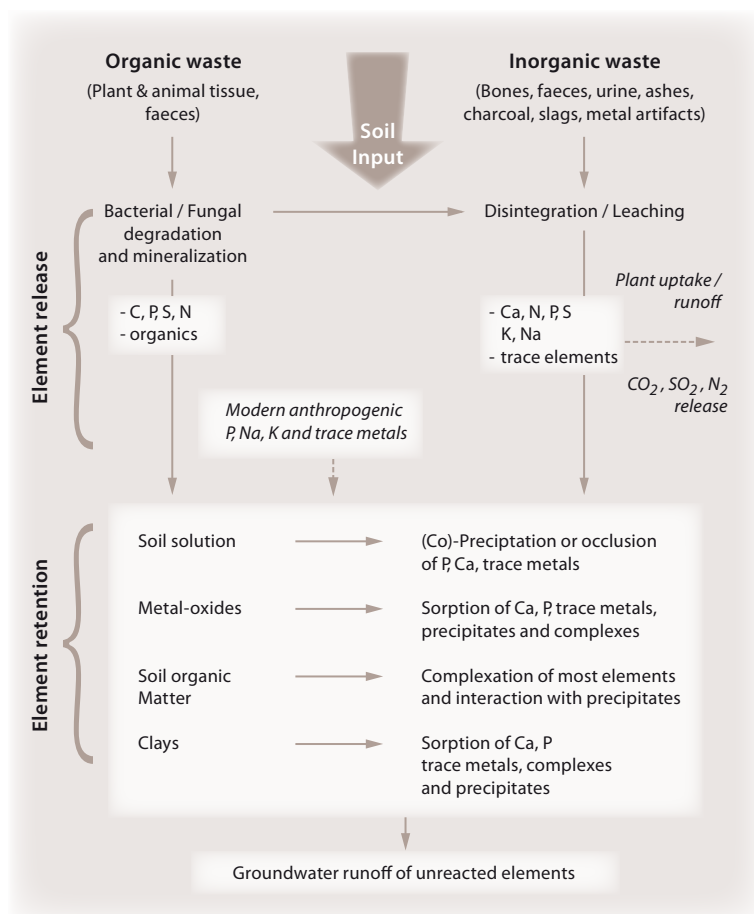 Organic waste
(Plant & animal tissue,
faeces)
Soil
Input
Inorganic waste
(Bones, faeces, urine, ashes,
charcoal, slags, metal artifacts)
Element release
Bacterial / Fungal
degradation
and mineralization
Disintegration / Leaching
- C, P, S, N
- organics
- Ca, N, P, S
K, Na
- trace elements
Plant uptake /
runoff
CO₂ , SO₂ , N₂
release
Modern anthropogenic
P, Na, K and trace metals
Element retention
Soil solution
(Co)-Preciptation or occlusion
of P, Ca, trace metals
Metal-oxides
Sorption of Ca, P, trace metals,
precipitates and complexes
Soil organic
Matter
Complexation of most elements
and interaction with precipitates
Clays
Sorption of Ca, P
trace metals, complexes
and precipitates
Groundwater runoff of unreacted elements